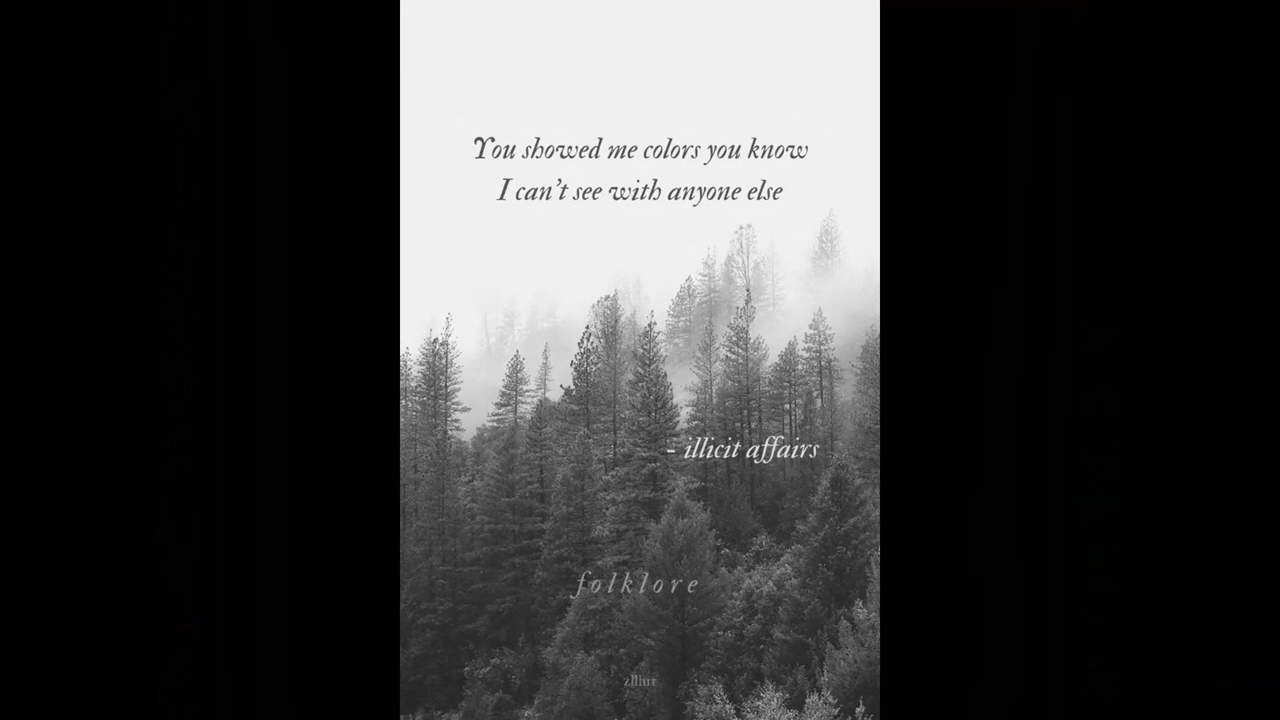 You showed me colors you know
I can't see with anyone else
- illicit affairs
folklore